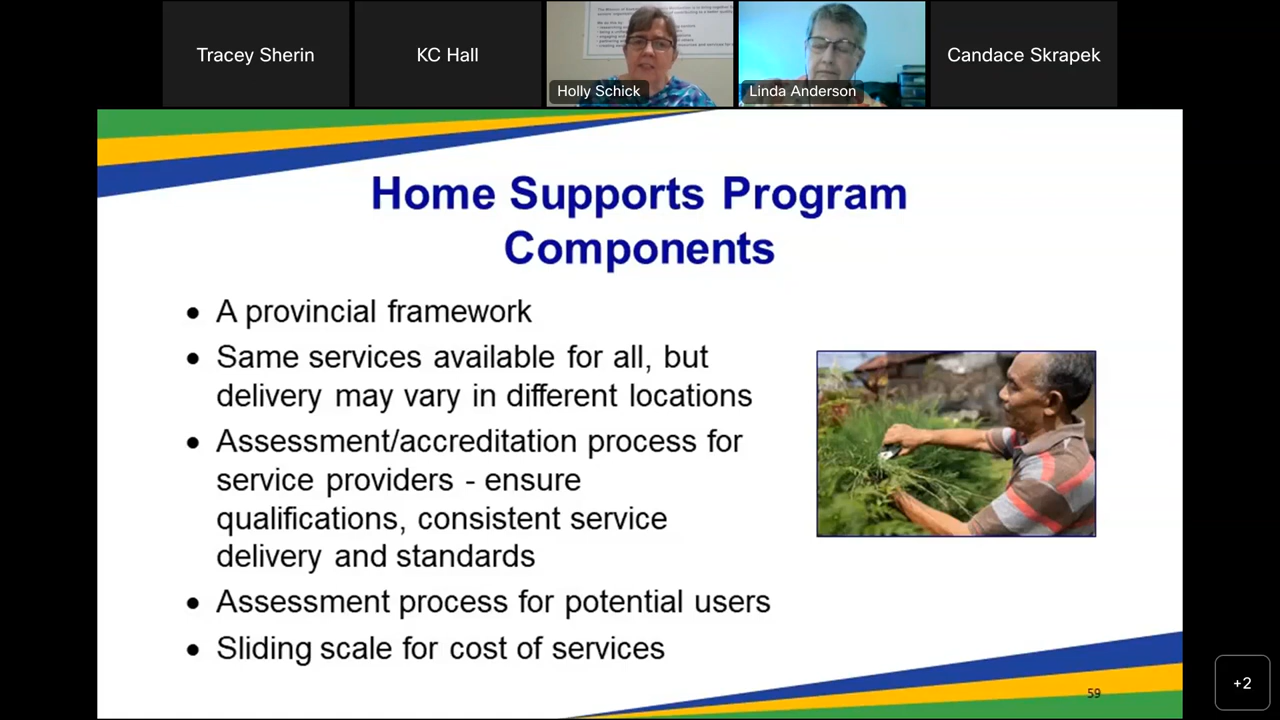 Tracey Sherin
KC Hall
Holly Schick
Linda Anderson
Candace Skrapek
Home Supports Program
Components
• A provincial framework
• Same services available for all, but
delivery may vary in different locations
• Assessment/accreditation process for
service providers - ensure
qualifications, consistent service
delivery and standards
• Assessment process for potential users
• Sliding scale for cost of services
59
+2